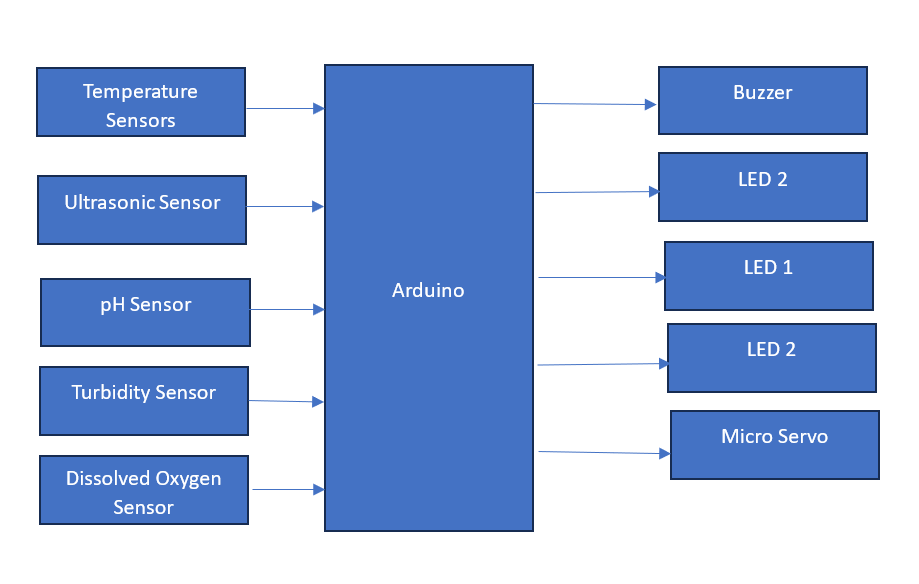 Temperature
Sensors
Ultrasonic Sensor
pH Sensor
Turbidity Sensor
Dissolved Oxygen
Sensor
Arduino
Buzzer
LED 2
LED 1
LED 2
Micro Servo